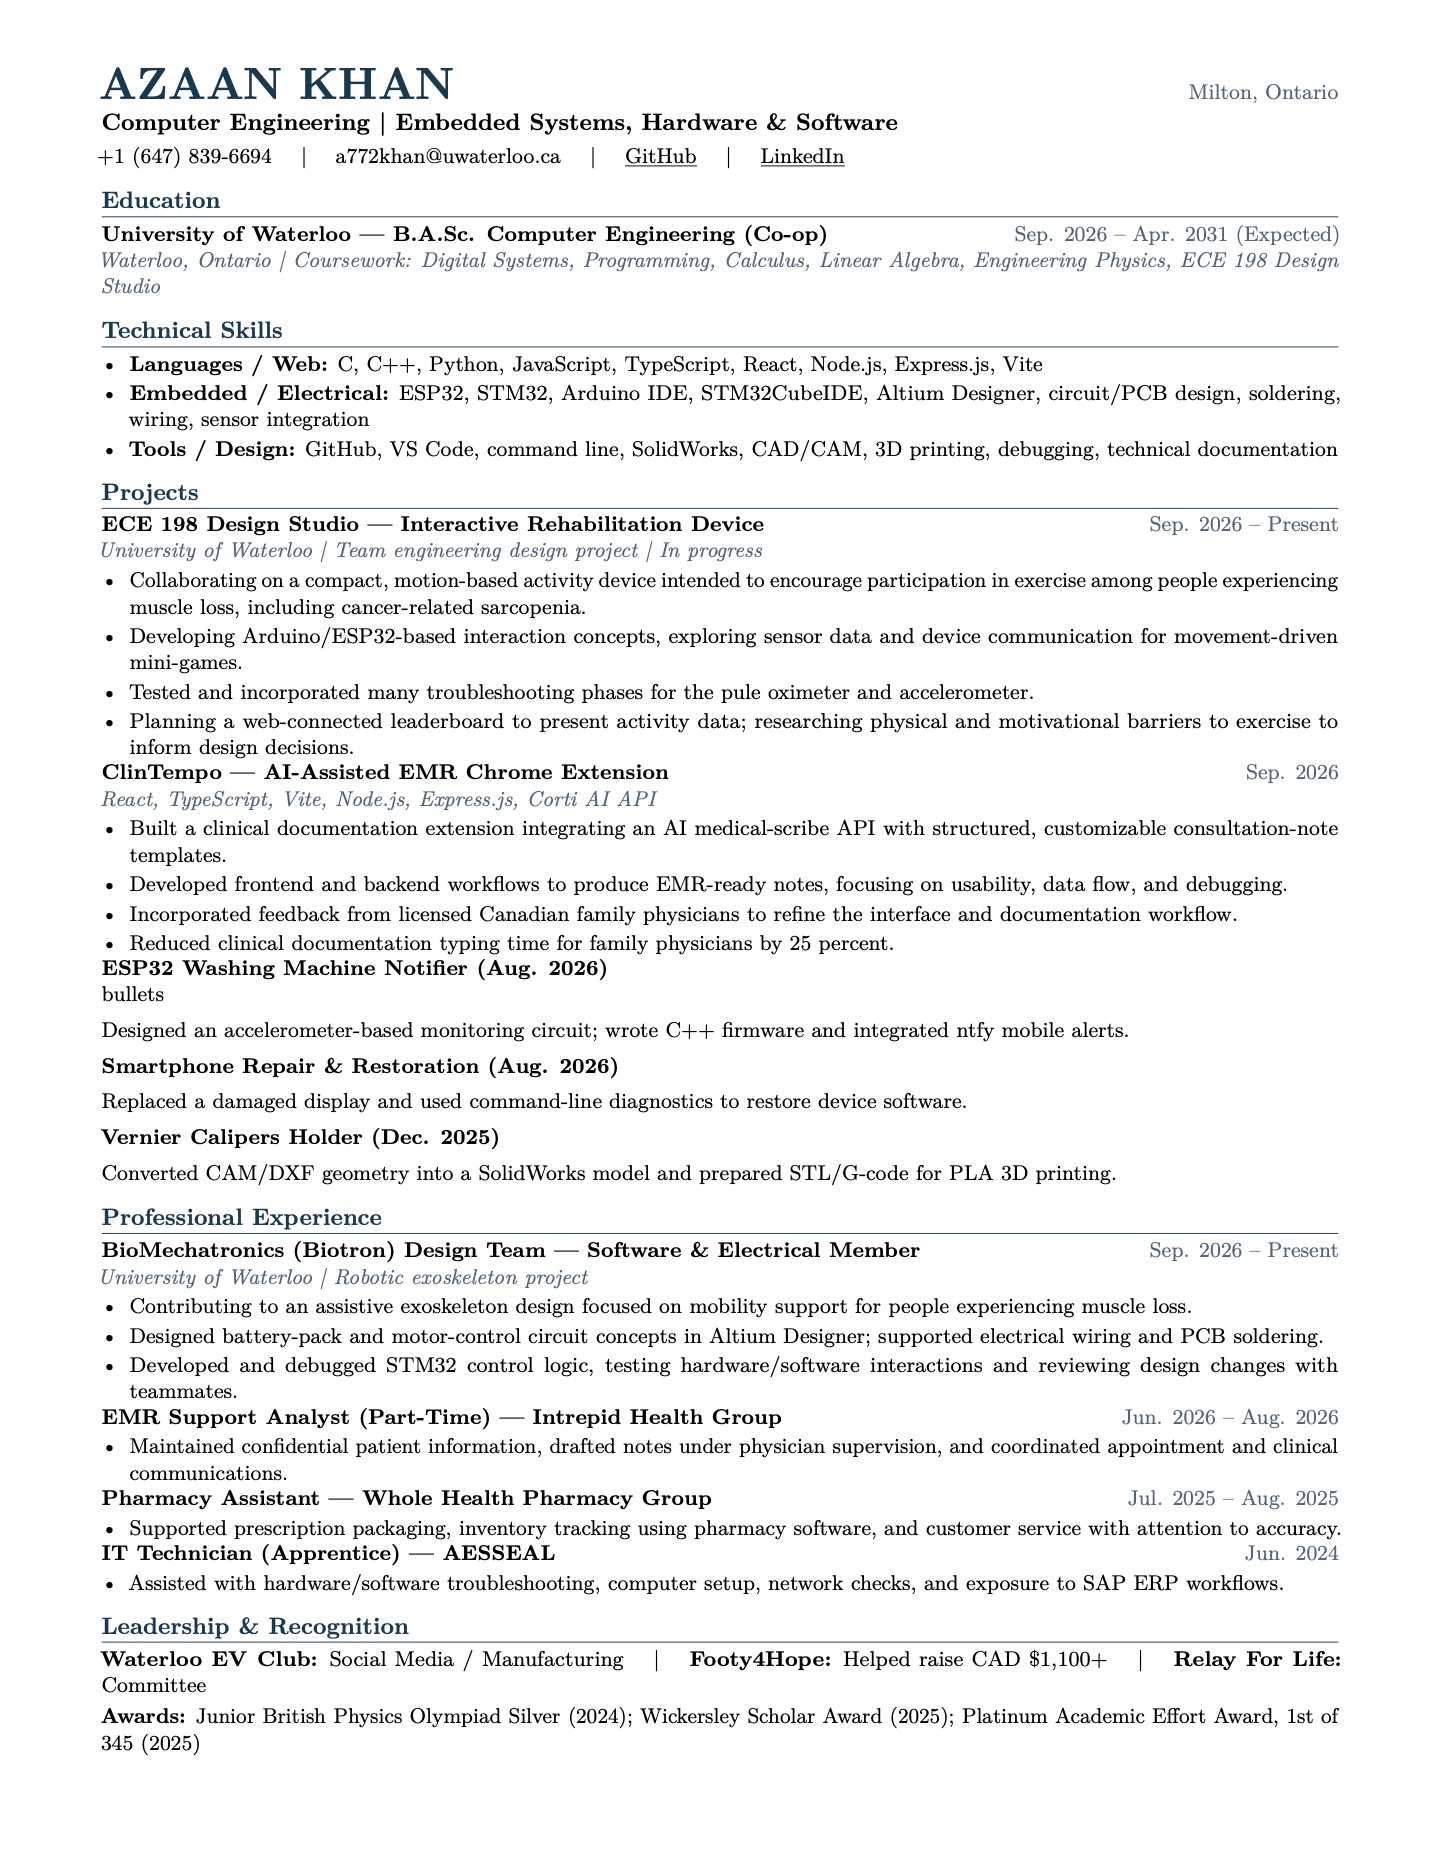 AZAAN KHAN
Milton, Ontario
Computer Engineering | Embedded Systems, Hardware & Software
+1 (647) 839-6694 | a772khan@uwaterloo.ca | GitHub | LinkedIn
Education
University of Waterloo — B.A.Sc. Computer Engineering (Co-op) Sep. 2026 – Apr. 2031 (Expected)
Waterloo, Ontario | Coursework: Digital Systems, Programming, Calculus, Linear Algebra, Engineering Physics, ECE 198 Design
Studio
Technical Skills
• Languages / Web: C, C++, Python, JavaScript, TypeScript, React, Node.js, Express.js, Vite
• Embedded / Electrical: ESP32, STM32, Arduino IDE, STM32CubeIDE, Altium Designer, circuit/PCB design, soldering,
wiring, sensor integration
• Tools / Design: GitHub, VS Code, command line, SolidWorks, CAD/CAM, 3D printing, debugging, technical documentation
Projects
ECE 198 Design Studio — Interactive Rehabilitation Device Sep. 2026 – Present
University of Waterloo | Team engineering design project | In progress
• Collaborating on a compact, motion-based activity device intended to encourage participation in exercise among people experiencing
muscle loss, including cancer-related sarcopenia.
• Developing Arduino/ESP32-based interaction concepts, exploring sensor data and device communication for movement-driven
mini-games.
• Tested and incorporated many troubleshooting phases for the pule oximeter and accelerometer.
• Planning a web-connected leaderboard to present activity data; researching physical and motivational barriers to exercise to
inform design decisions.
ClinTempo — AI-Assisted EMR Chrome Extension Sep. 2026
React, TypeScript, Vite, Node.js, Express.js, Corti AI API
• Built a clinical documentation extension integrating an AI medical-scribe API with structured, customizable consultation-note
templates.
• Developed frontend and backend workflows to produce EMR-ready notes, focusing on usability, data flow, and debugging.
• Incorporated feedback from licensed Canadian family physicians to refine the interface and documentation workflow.
• Reduced clinical documentation typing time for family physicians by 25 percent.
ESP32 Washing Machine Notifier (Aug. 2026)
bullets
Designed an accelerometer-based monitoring circuit; wrote C++ firmware and integrated ntfy mobile alerts.
Smartphone Repair & Restoration (Aug. 2026)
Replaced a damaged display and used command-line diagnostics to restore device software.
Vernier Calipers Holder (Dec. 2025)
Converted CAM/DXF geometry into a SolidWorks model and prepared STL/G-code for PLA 3D printing.
Professional Experience
BioMechatronics (Biotron) Design Team — Software & Electrical Member Sep. 2026 – Present
University of Waterloo | Robotic exoskeleton project
• Contributing to an assistive exoskeleton design focused on mobility support for people experiencing muscle loss.
• Designed battery-pack and motor-control circuit concepts in Altium Designer; supported electrical wiring and PCB soldering.
• Developed and debugged STM32 control logic, testing hardware/software interactions and reviewing design changes with
teammates.
EMR Support Analyst (Part-Time) — Intrepid Health Group Jun. 2026 – Aug. 2026
• Maintained confidential patient information, drafted notes under physician supervision, and coordinated appointment and clinical
communications.
Pharmacy Assistant — Whole Health Pharmacy Group Jul. 2025 – Aug. 2025
• Supported prescription packaging, inventory tracking using pharmacy software, and customer service with attention to accuracy.
IT Technician (Apprentice) — AESSEAL Jun. 2024
• Assisted with hardware/software troubleshooting, computer setup, network checks, and exposure to SAP ERP workflows.
Leadership & Recognition
Waterloo EV Club: Social Media / Manufacturing | Footy4Hope: Helped raise CAD $1,100+ | Relay For Life:
Committee
Awards: Junior British Physics Olympiad Silver (2024); Wickersley Scholar Award (2025); Platinum Academic Effort Award, 1st of
345 (2025)